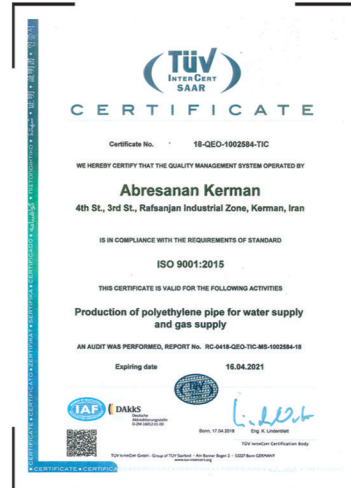 TÜV
INTERCERT
SAAR
CERTIFICATE
Certificate No. 18-QEO-1002584-TIC
WE HEREBY CERTIFY THAT THE QUALITY MANAGEMENT SYSTEM OPERATED BY
Abresanan Kerman
4th St., 3rd St., Rafsanjan Industrial Zone, Kerman, Iran
IS IN COMPLIANCE WITH THE REQUIREMENTS OF STANDARD
ISO 9001:2015
THIS CERTIFICATE IS VALID FOR THE FOLLOWING ACTIVITIES
Production of polyethylene pipe for water supply
and gas supply
AN AUDIT WAS PERFORMED, REPORT No. RC-0418-QEO-TIC-MS-1002584-18
Expiring date 16.04.2021
IAF
DAkkS
Deutsche
Akkreditierungsstelle
Bonn, 17.04.2018 Eng. K. Lindenblatt
TÜV InterCert Certification Body
CERTIFICATE • CERTIFICA